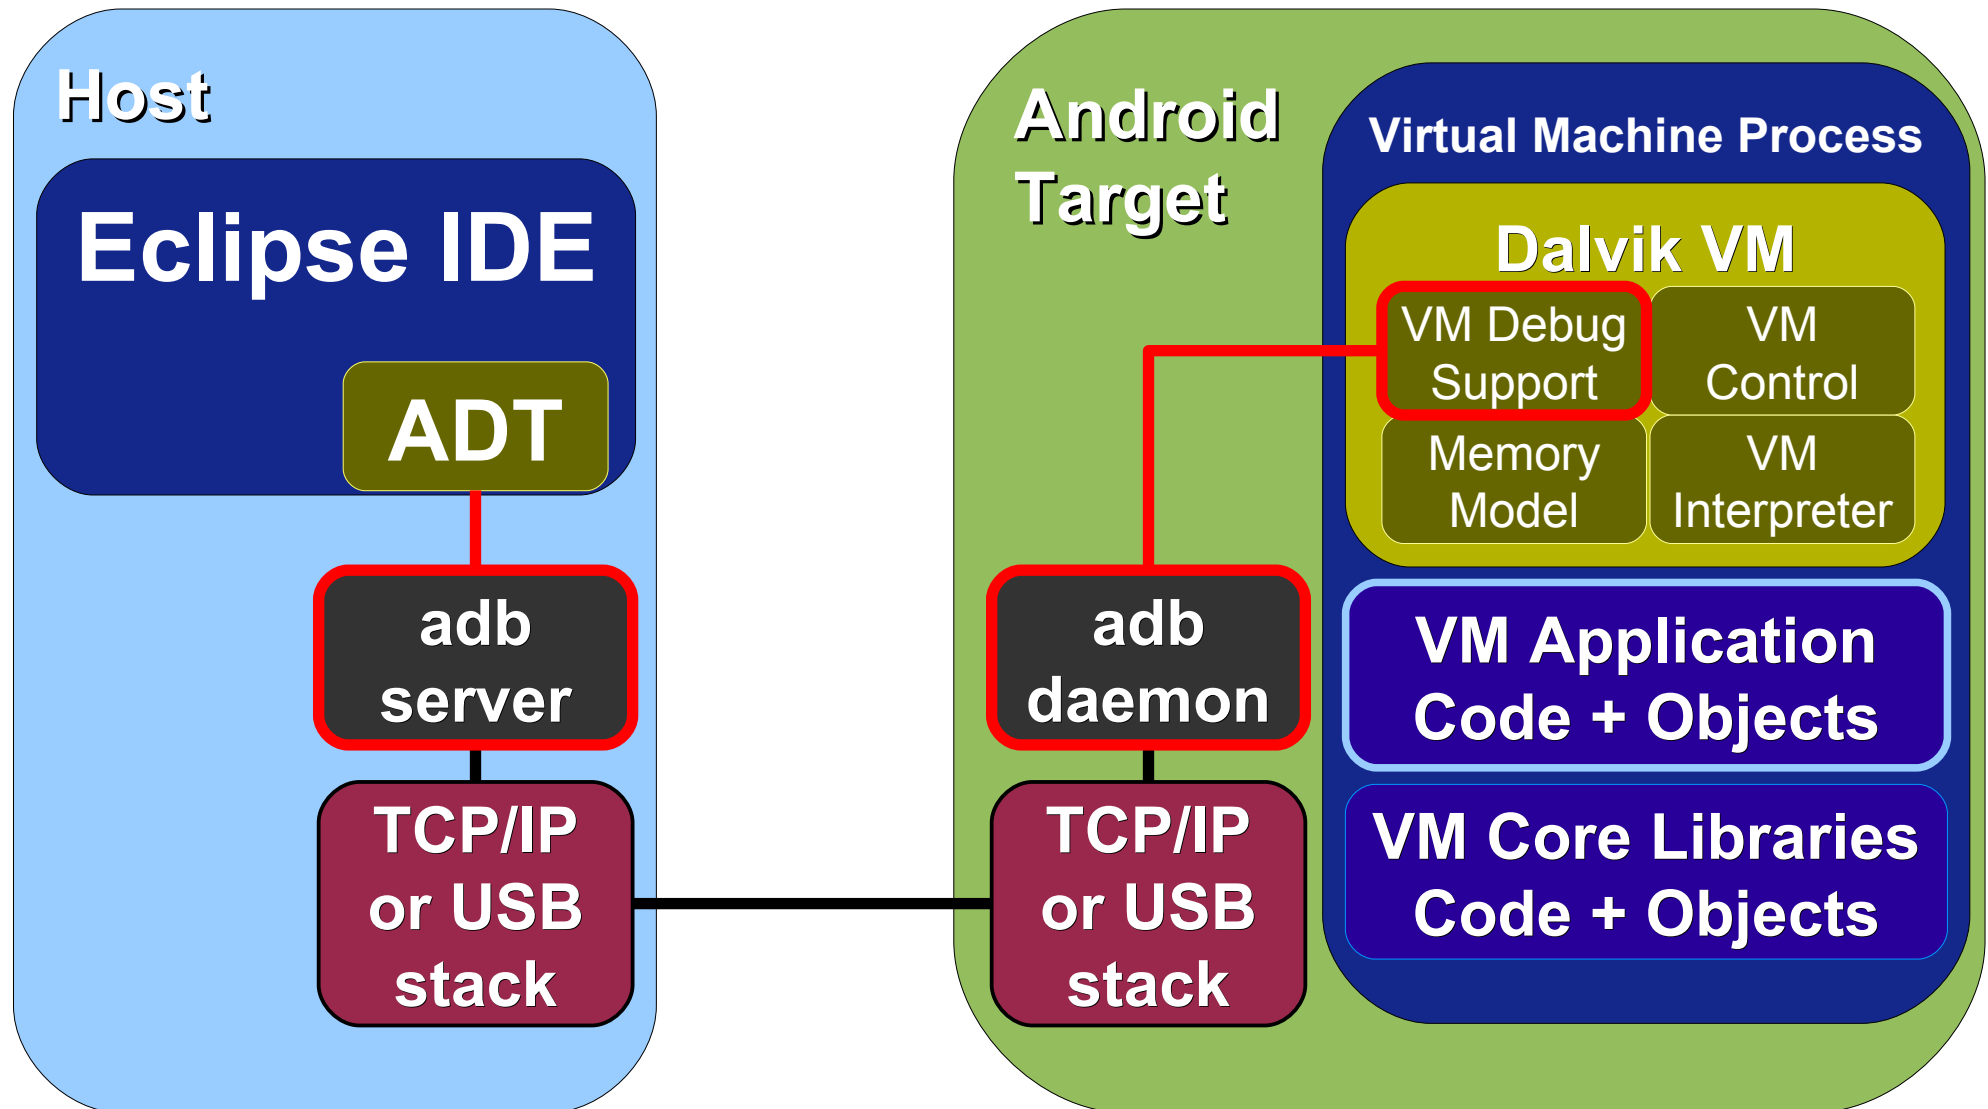 Host
Eclipse IDE
ADT
adb
server
TCP/IP
or USB
stack
Android
Target
adb
daemon
TCP/IP
or USB
stack
Virtual Machine Process
Dalvik VM
VM Debug
Support
VM
Control
Memory
Model
VM
Interpreter
VM Application
Code + Objects
VM Core Libraries
Code + Objects